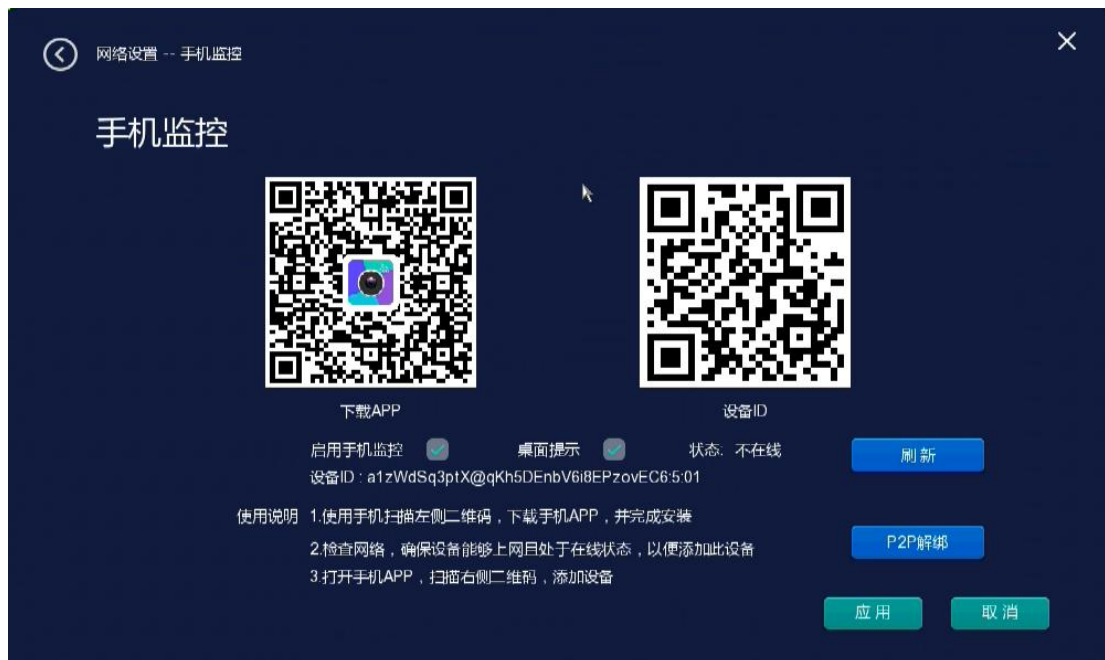 网络设置 -- 手机监控
手机监控
下载APP
设备ID
启用手机监控 桌面提示 状态: 不在线
刷新
设备ID : a1zWdSq3ptX@qKh5DEnbV6i8EPzovEC6:5:01
使用说明 1.使用手机扫描左侧二维码，下载手机APP，并完成安装
2.检查网络，确保设备能够上网且处于在线状态，以便添加此设备
P2P解绑
3.打开手机APP，扫描右侧二维码，添加设备
应用 取消